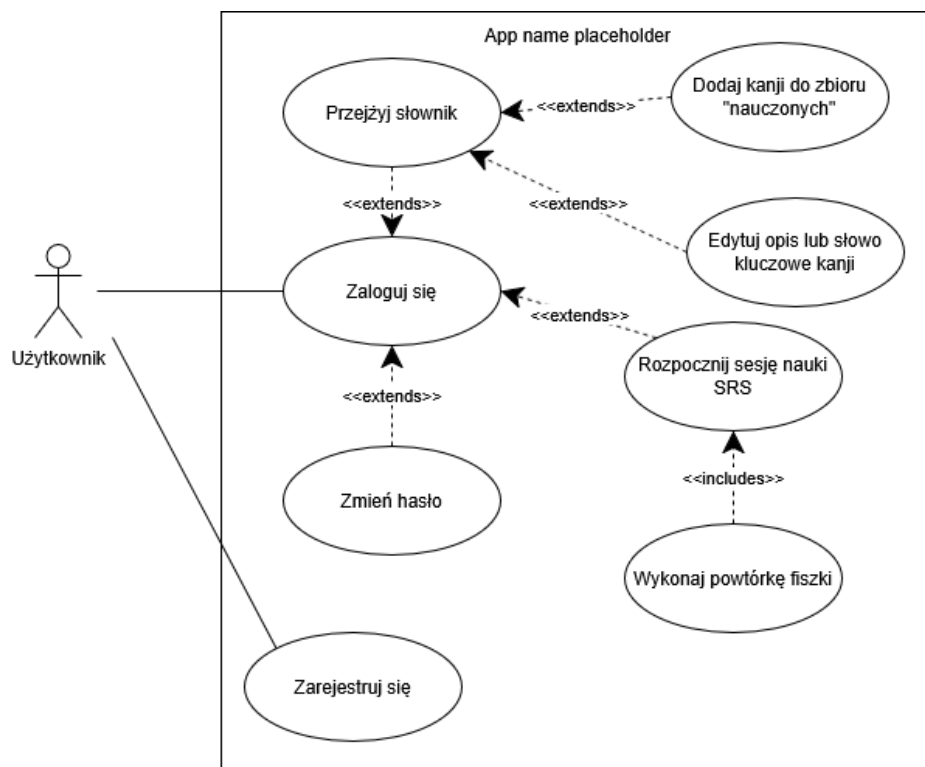 App name placeholder
Przejżyj słownik
<<extends>>
Dodaj kanji do zbioru
"nauczonych"
<<extends>>
<<extends>>
Edytuj opis lub słowo
kluczowe kanji
Zaloguj się
<<extends>>
Użytkownik
Rozpocznij sesję nauki
SRS
<<extends>>
<<includes>>
Zmień hasło
Wykonaj powtórkę fiszki
Zarejestruj się